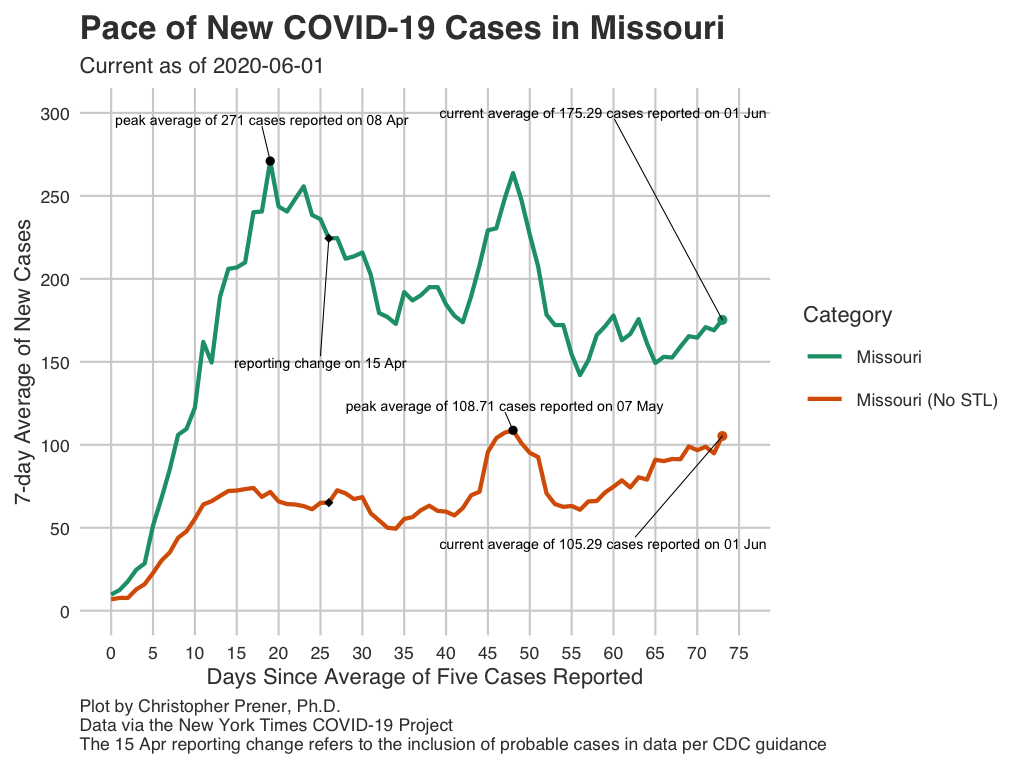 Pace of New COVID-19 Cases in Missouri
Current as of 2020-06-01
300
peak average of 271 cases reported on 08 Apr
current average of 175.29 cases reported on 01 Jun
250
200
150
reporting change on 15 Apr
peak average of 108.71 cases reported on 07 May
100
50
current average of 105.29 cases reported on 01 Jun
0
7-day Average of New Cases
0 5 10 15 20 25 30 35 40 45 50 55 60 65 70 75
Days Since Average of Five Cases Reported
Category
Missouri
Missouri (No STL)
Plot by Christopher Prener, Ph.D.
Data via the New York Times COVID-19 Project
The 15 Apr reporting change refers to the inclusion of probable cases in data per CDC guidance